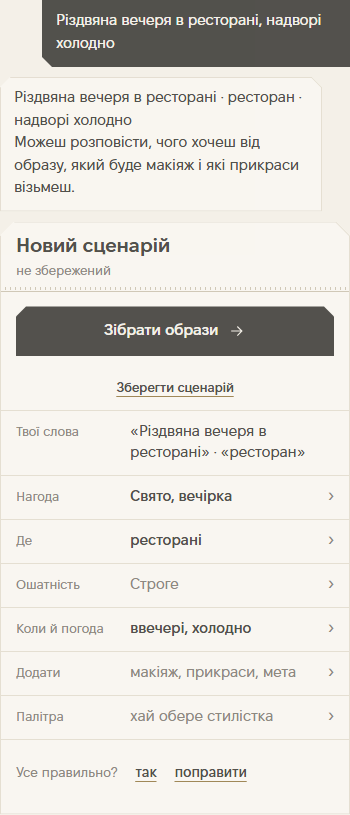 Різдвяна вечеря в ресторані, надворі
холодно
Різдвяна вечеря в ресторані · ресторан ·
надворі холодно
Можеш розповісти, чого хочеш від
образу, який буде макіяж і які прикраси
візьмеш.
Новий сценарій
не збережений
Зібрати образи →
Зберегти сценарій
Твої слова «Різдвяна вечеря в
ресторані» · «ресторан»
Нагода Свято, вечірка ›
Де ресторані ›
Ошатність Строге ›
Коли й погода ввечері, холодно ›
Додати макіяж, прикраси, мета ›
Палітра хай обере стилістка ›
Усе правильно? так поправити